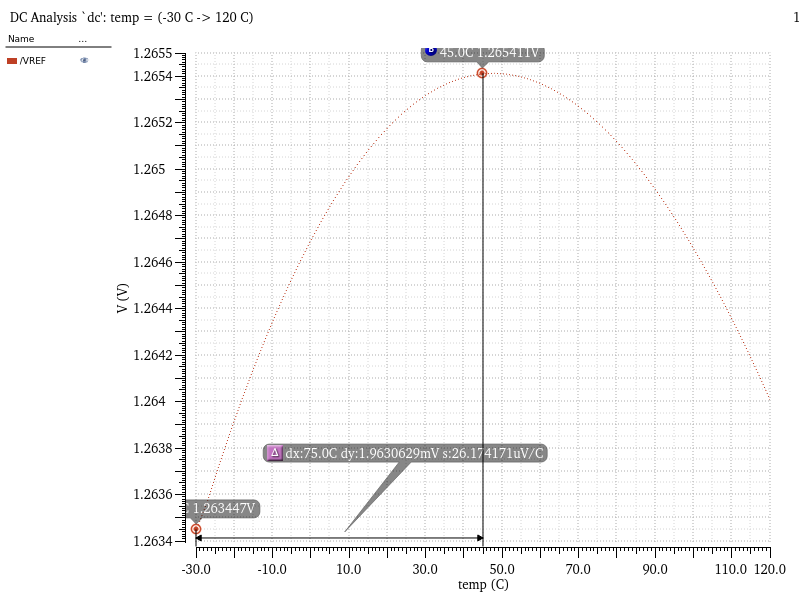 DC Analysis `dc': temp = (-30 C -> 120 C)
1
Name
...
/VREF
45.0C 1.265411V
1.2655
1.2654
1.2652
1.265
1.2648
1.2646
1.2644
1.2642
1.264
1.2638
1.2636
1.2634
V (V)
Δ dx:75.0C dy:1.9630629mV s:26.174171uV/C
1.263447V
-30.0
-10.0
10.0
30.0
50.0
70.0
90.0
110.0
120.0
temp (C)